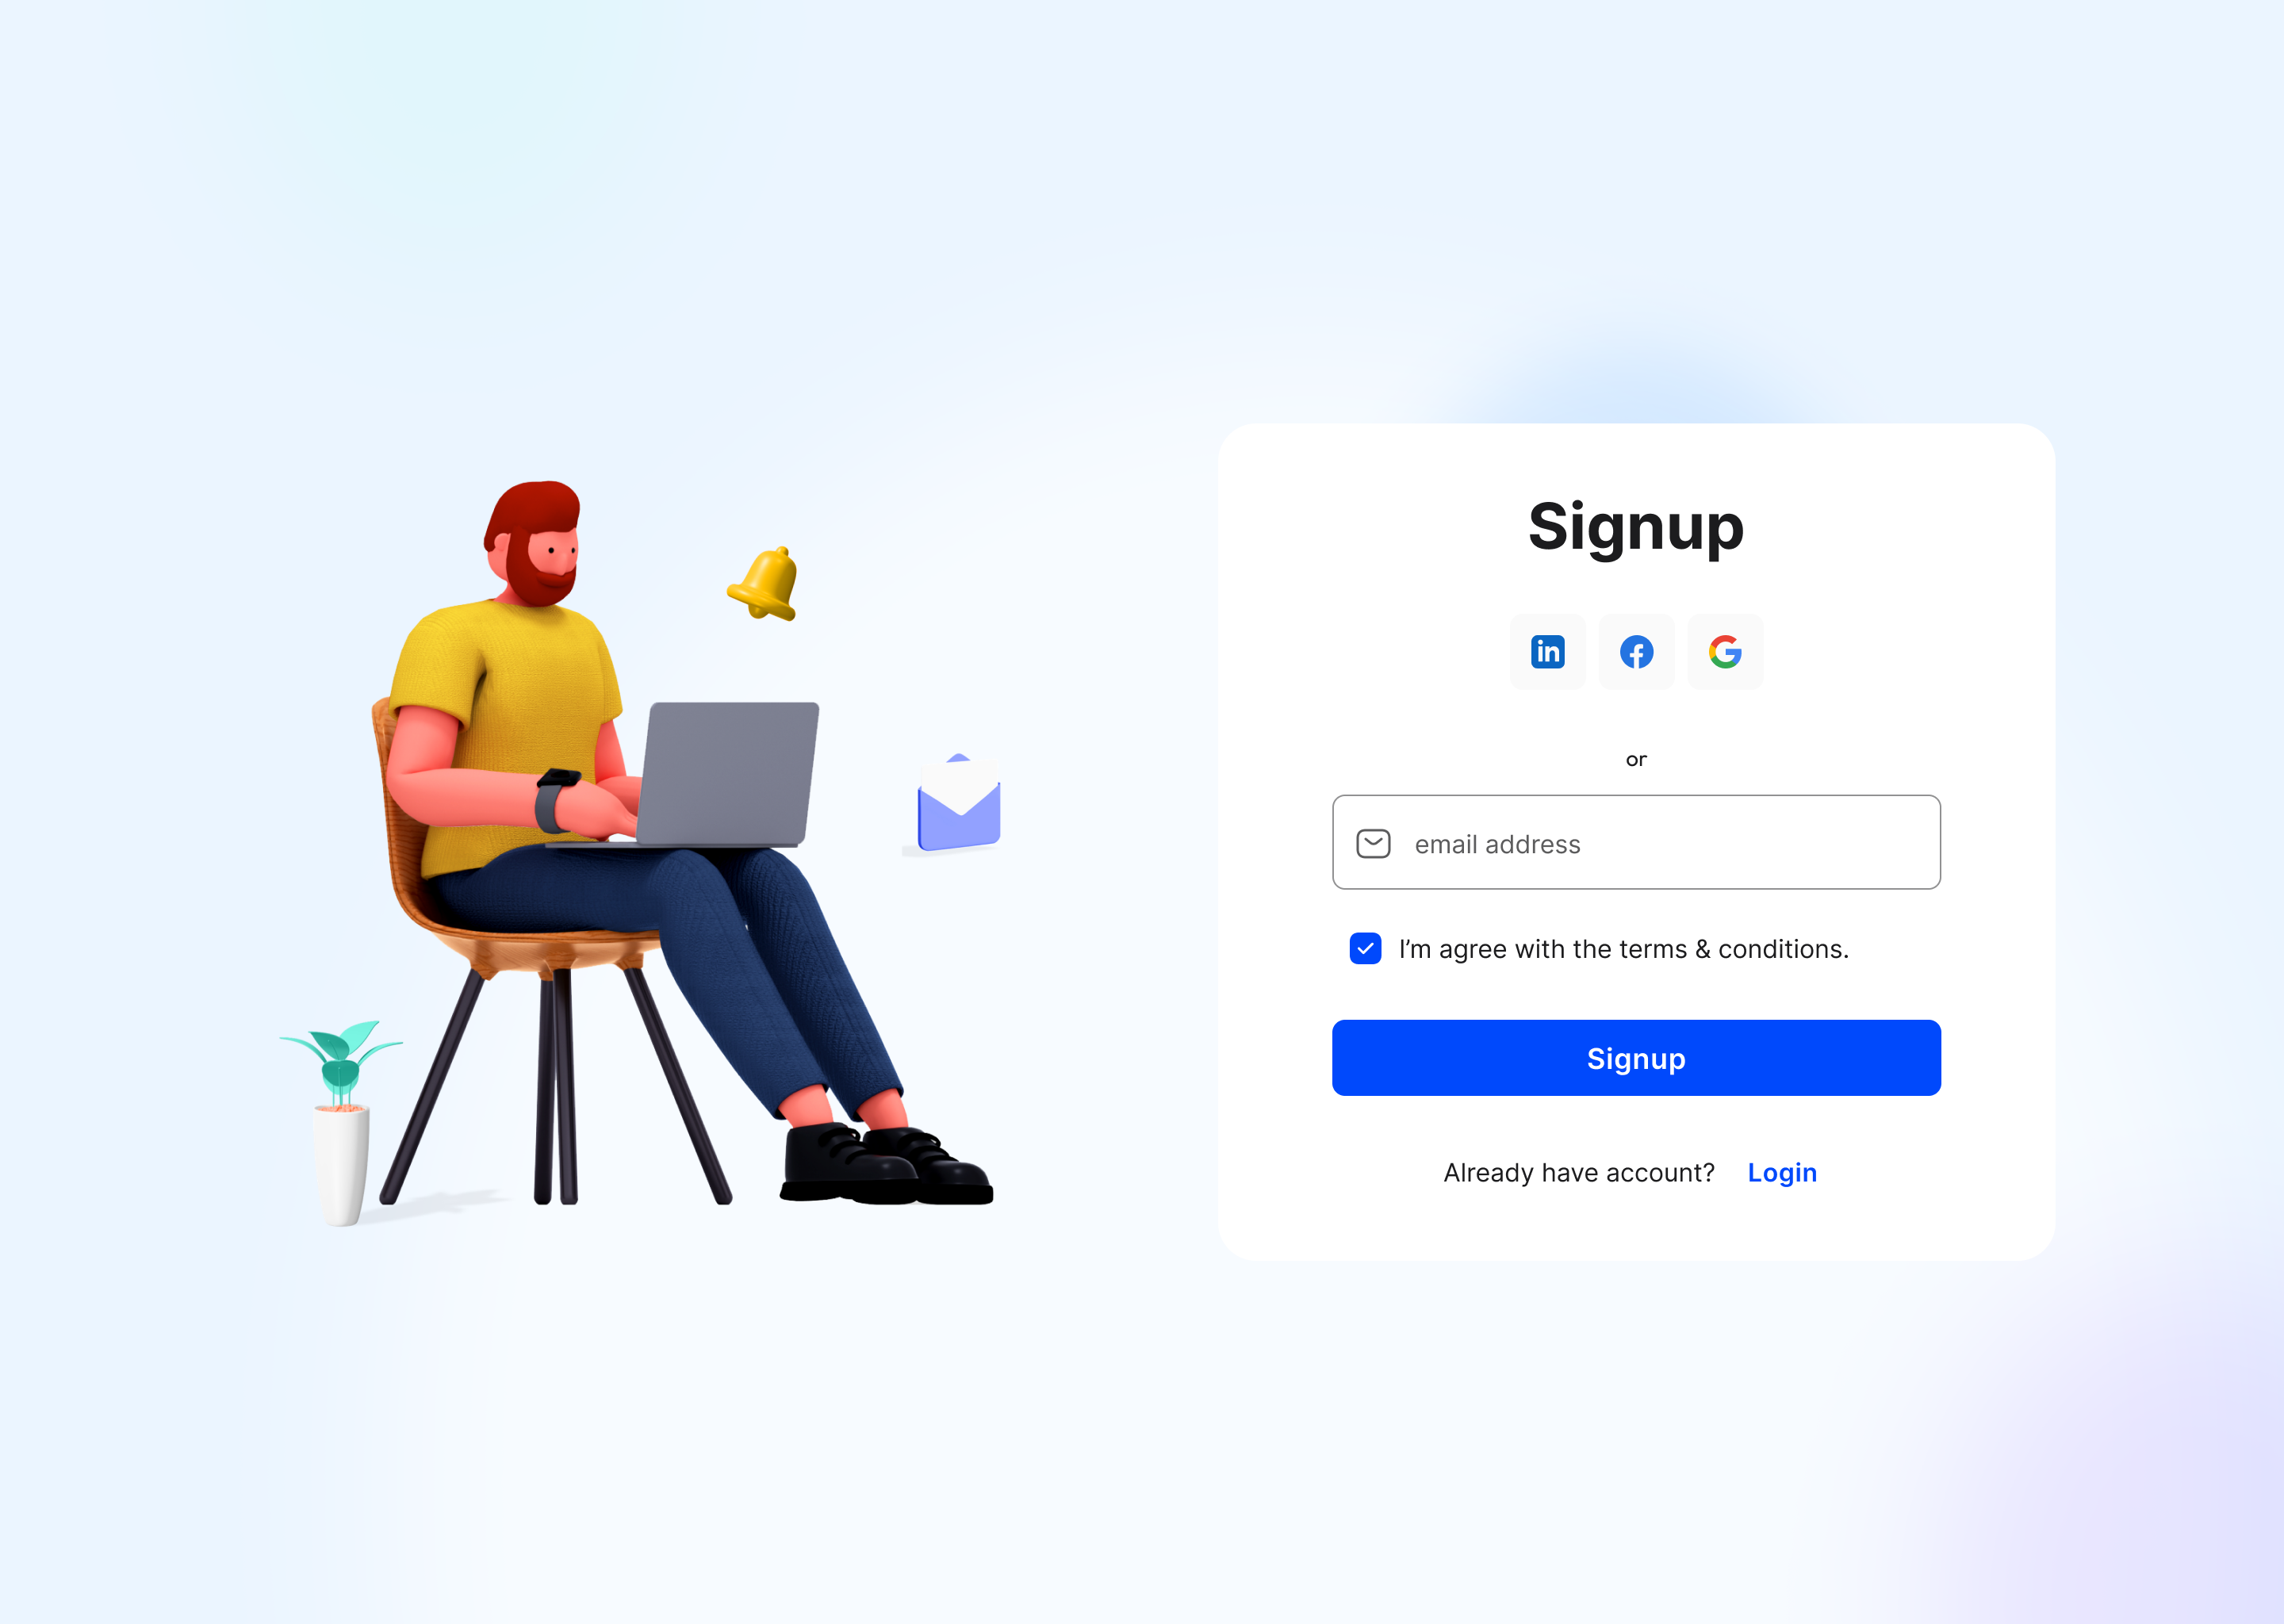 Signup
in
or
email address
I’m agree with the terms & conditions.
Signup
Already have account? Login